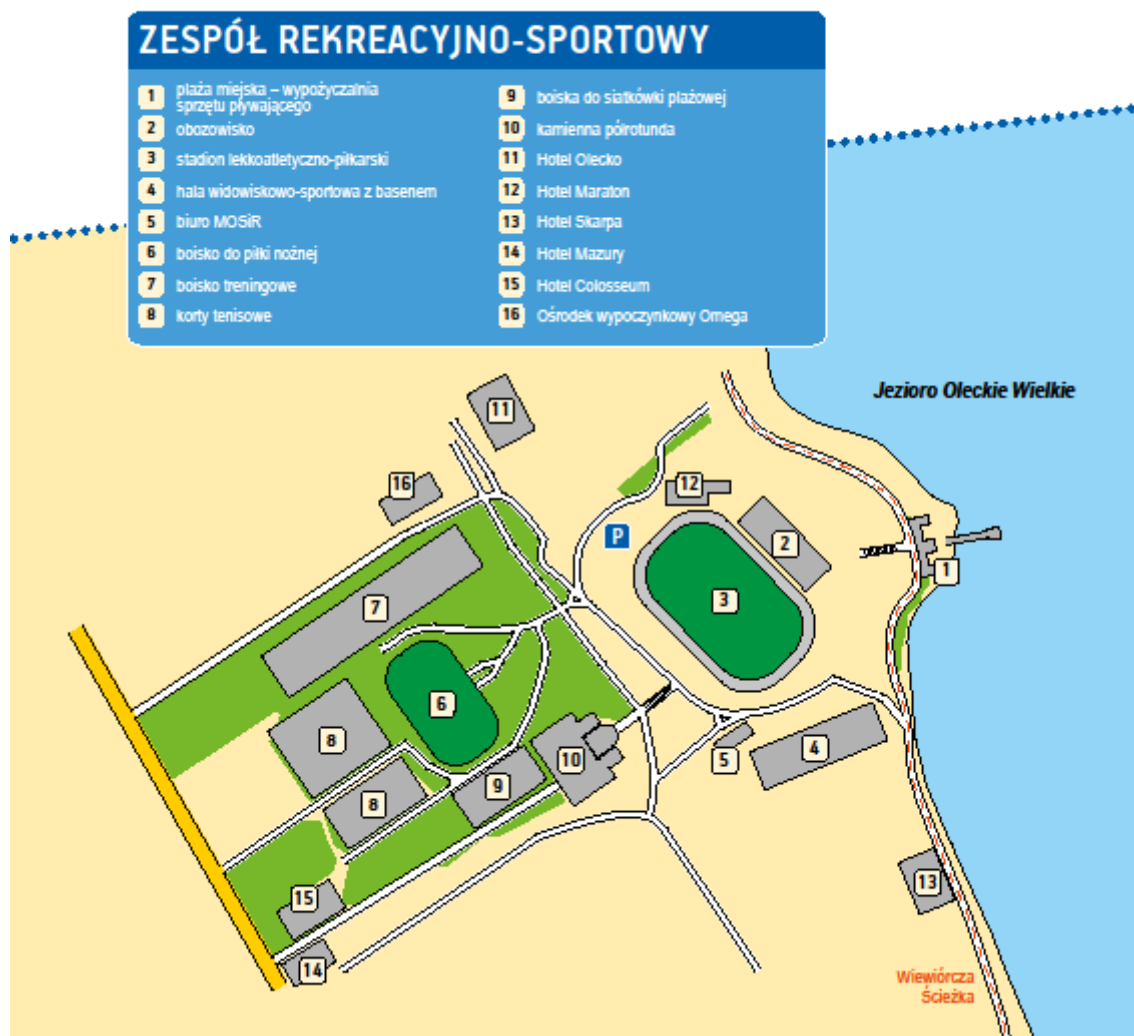 ZESPÓŁ REKREACYJNO-SPORTOWY
1 plaża miejska – wypożyczalnia
sprzętu pływającego
2 obozowisko
3 stadion lekkoatletyczno-piłkarski
4 hala widowiskowo-sportowa z basenem
5 biuro MOSiR
6 boisko do piłki nożnej
7 boisko treningowe
8 korty tenisowe
9 boiska do siatkówki plażowej
10 kamienna półrotunda
11 Hotel Olecko
12 Hotel Maraton
13 Hotel Skarpa
14 Hotel Mazury
15 Hotel Colosseum
16 Ośrodek wypoczynkowy Omega
Jezioro Oleckie Wielkie
11
16
12
P
2
1
3
7
6
8
10
5
4
9
8
13
15
14
Wiewiórcza
Ścieżka